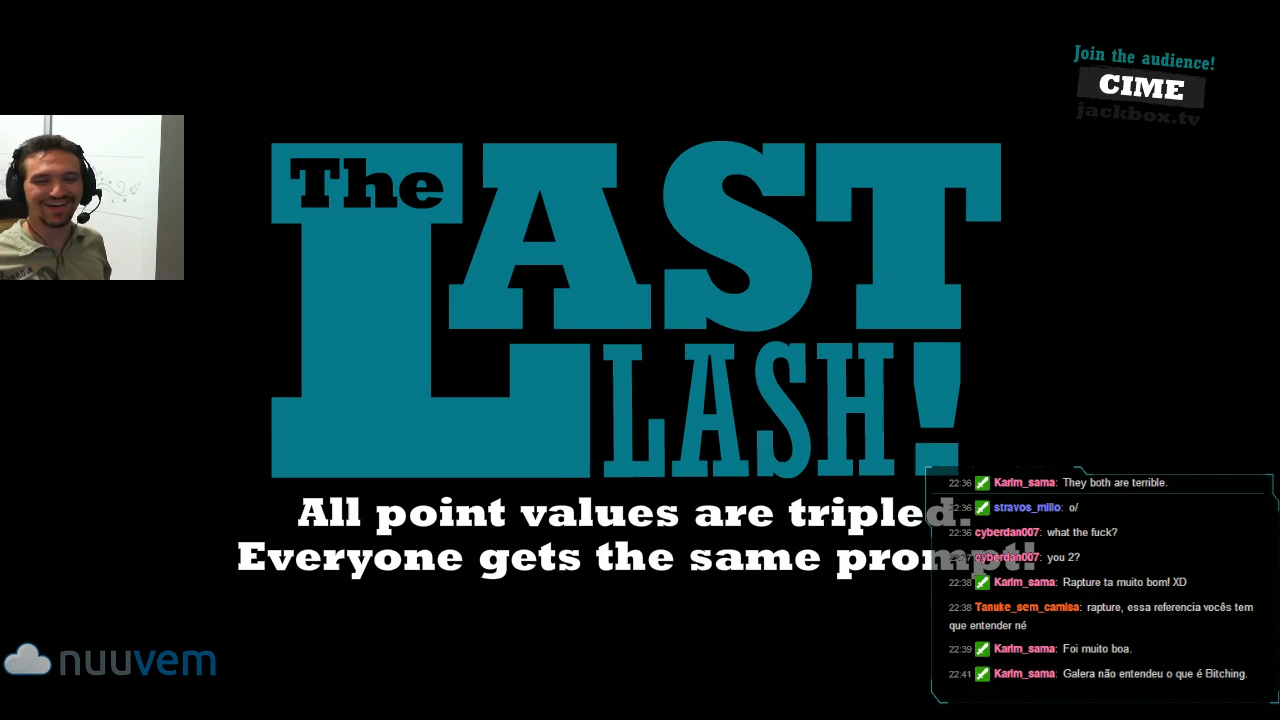 Join the audience!
CIME
jackbox.tv
The
LAST
LASH!
All point values are tripled.
Everyone gets the same prompt!
22:36 Karim_sama: They both are terrible.
22:36 stravos_millo: o/
22:36 cyberdan007: what the fuck?
22:37 cyberdan007: you 2?
22:38 Karim_sama: Rapture ta muito bom! XD
22:38 Tanuke_sem_camisa: rapture, essa referencia vocês tem
que entender né
22:39 Karim_sama: Foi muito boa.
22:41 Karim_sama: Galera não entendeu o que é Bitching.
nuuvem